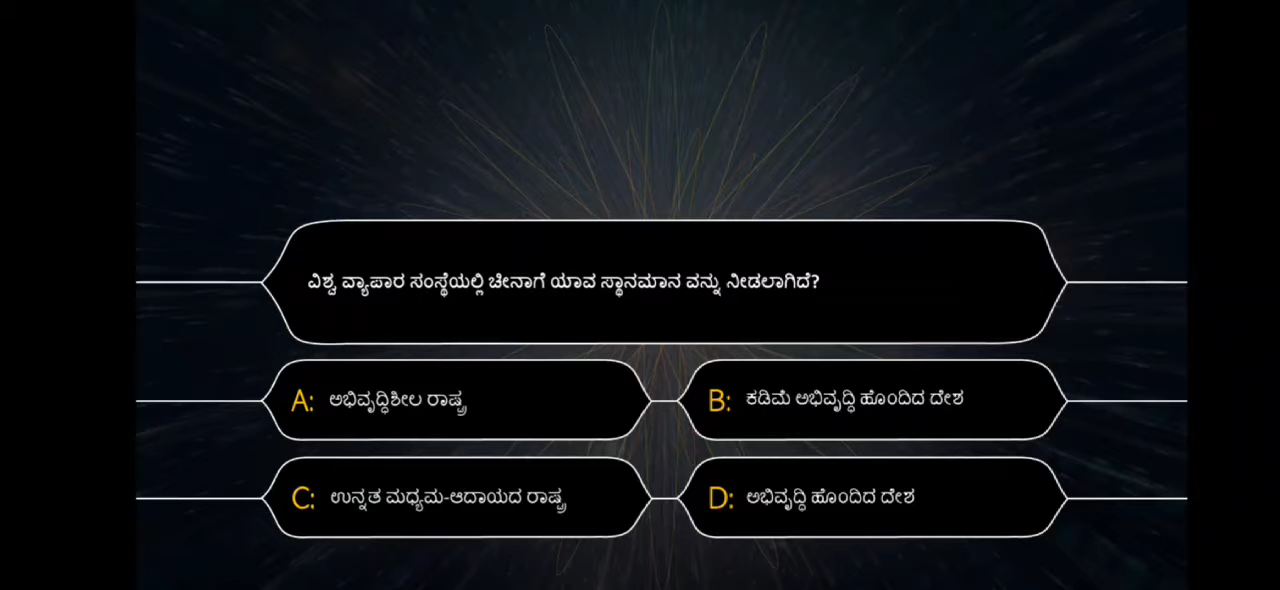 ವಿಶ್ವ ವ್ಯಾಪಾರ ಸಂಸ್ಥೆಯಲ್ಲಿ ಚೀನಾಗೆ ಯಾವ ಸ್ಥಾನಮಾನ ವನ್ನು ನೀಡಲಾಗಿದೆ?
A: ಅಭಿವೃದ್ಧಿಶೀಲ ರಾಷ್ಟ್ರ
B: ಕಡಿಮೆ ಅಭಿವೃದ್ಧಿ ಹೊಂದಿದ ದೇಶ
C: ಉನ್ನತ ಮಧ್ಯಮ-ಆದಾಯದ ರಾಷ್ಟ್ರ
D: ಅಭಿವೃದ್ಧಿ ಹೊಂದಿದ ದೇಶ